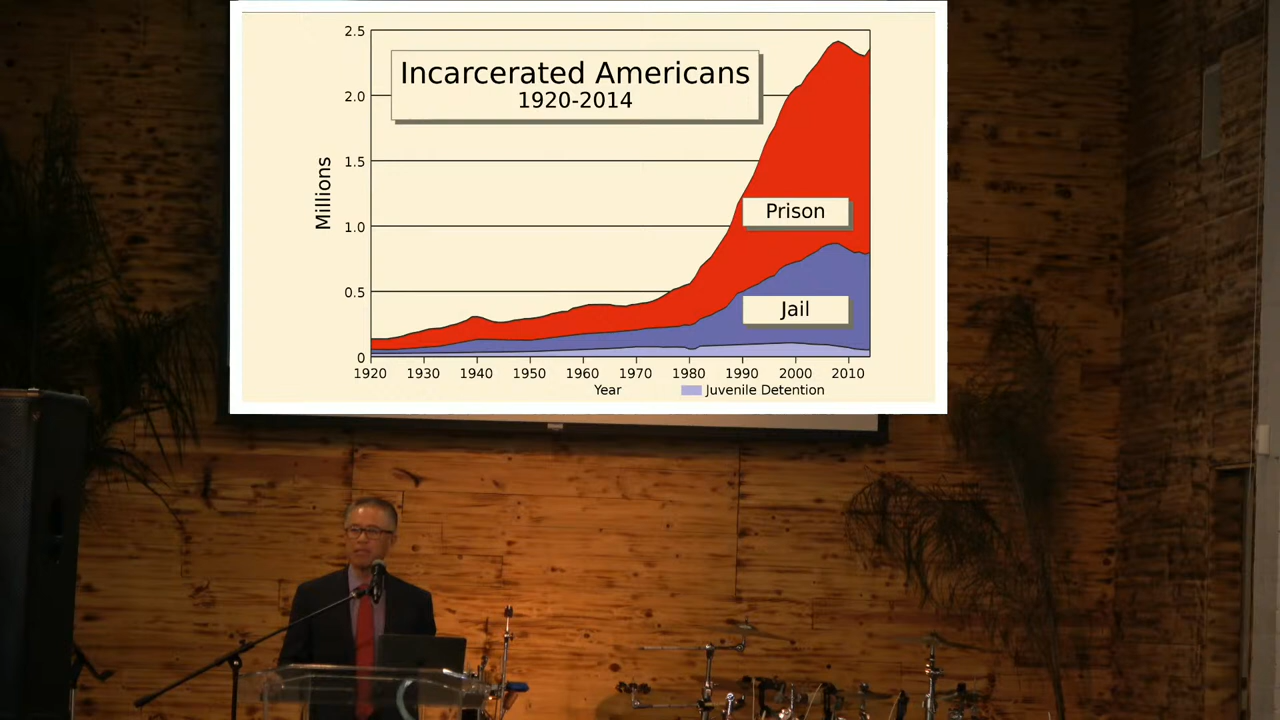 2.5
Incarcerated Americans
1920-2014
2.0
1.5
Millions
Prison
1.0
Jail
0.5
0
1920 1930 1940 1950 1960 1970 1980 1990 2000 2010
Year
Juvenile Detention